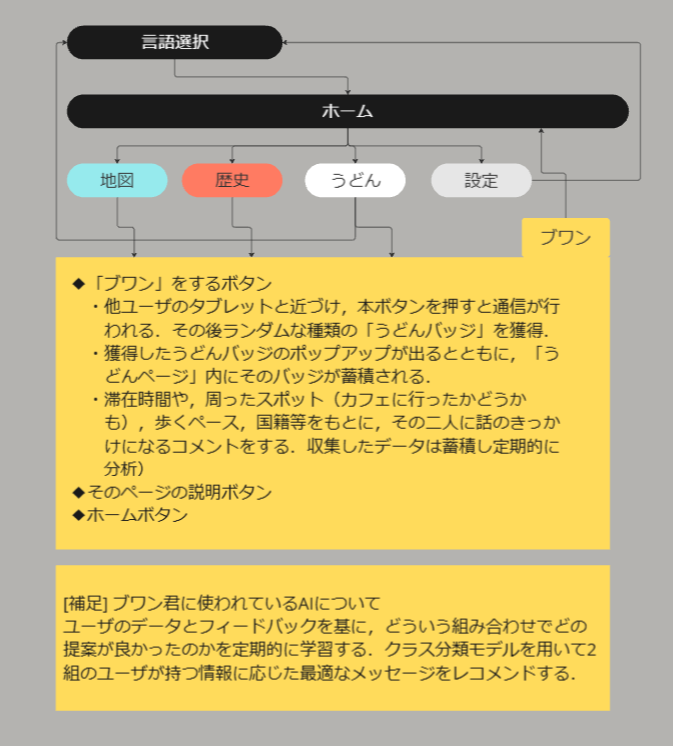 言語選択
ホーム
地図
歴史
うどん
設定
ブワン
◆「ブワン」をするボタン
・他ユーザのタブレットと近づけ，本ボタンを押すと通信が行
われる．その後ランダムな種類の「うどんバッジ」を獲得．
・獲得したうどんバッジのポップアップが出るとともに，「う
どんページ」内にそのバッジが蓄積される．
・滞在時間や，周ったスポット（カフェに行ったかどうか
も），歩くペース，国籍等をもとに，その二人に話のきっか
けになるコメントをする．収集したデータは蓄積し定期的に
分析）
◆そのページの説明ボタン
◆ホームボタン
[補足] ブワン君に使われているAIについて
ユーザのデータとフィードバックを基に，どういう組み合わせでどの
提案が良かったのかを定期的に学習する．クラス分類モデルを用いて2
組のユーザが持つ情報に応じた最適なメッセージをレコメンドする．